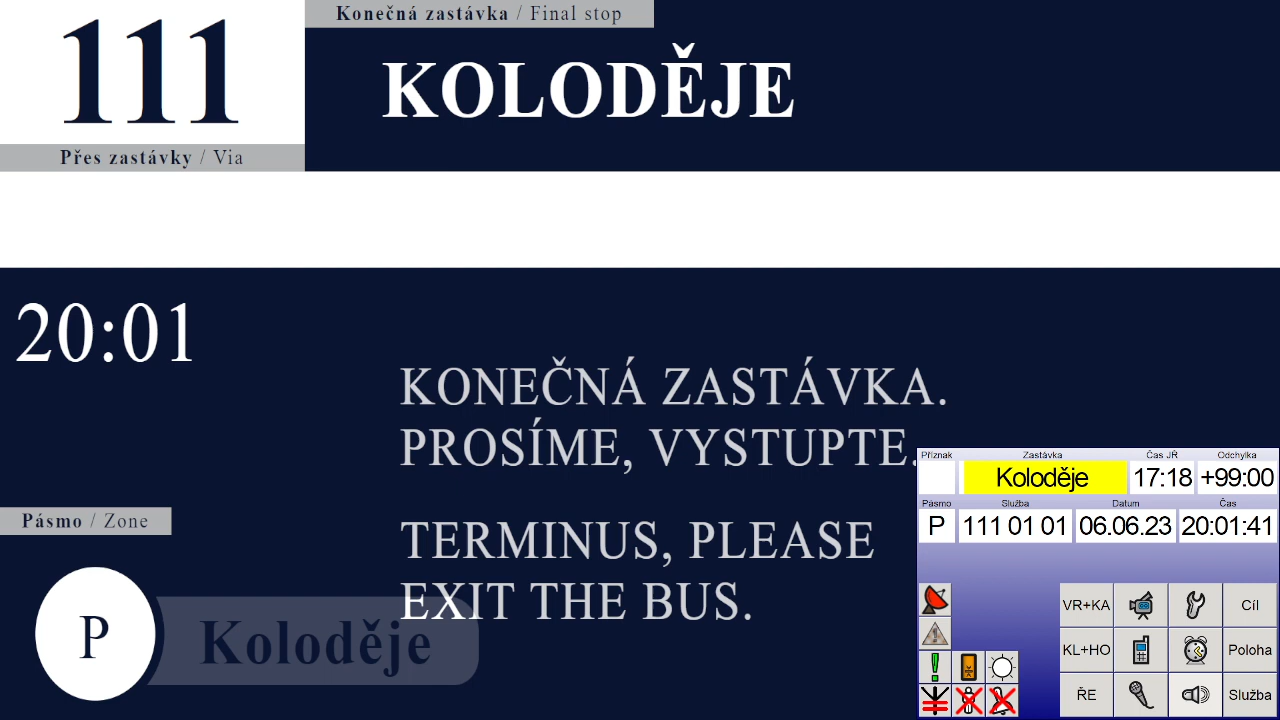 111
Konečná zastávka / Final stop
KOLODĚJE
Přes zastávky / Via
20:01
KONEČNÁ ZASTÁVKA.
PROSÍME, VYSTUPTE.
TERMINUS, PLEASE
EXIT THE BUS.
Pásmo / Zone
P
Koloděje
Příznak Zastávka Čas JŘ Odchylka
Koloděje 17:18 +99:00
Pásmo Služba Datum Čas
P 111 01 01 06.06.23 20:01:41
VR+KA Cíl
KL+HO Poloha
ŘE Služba